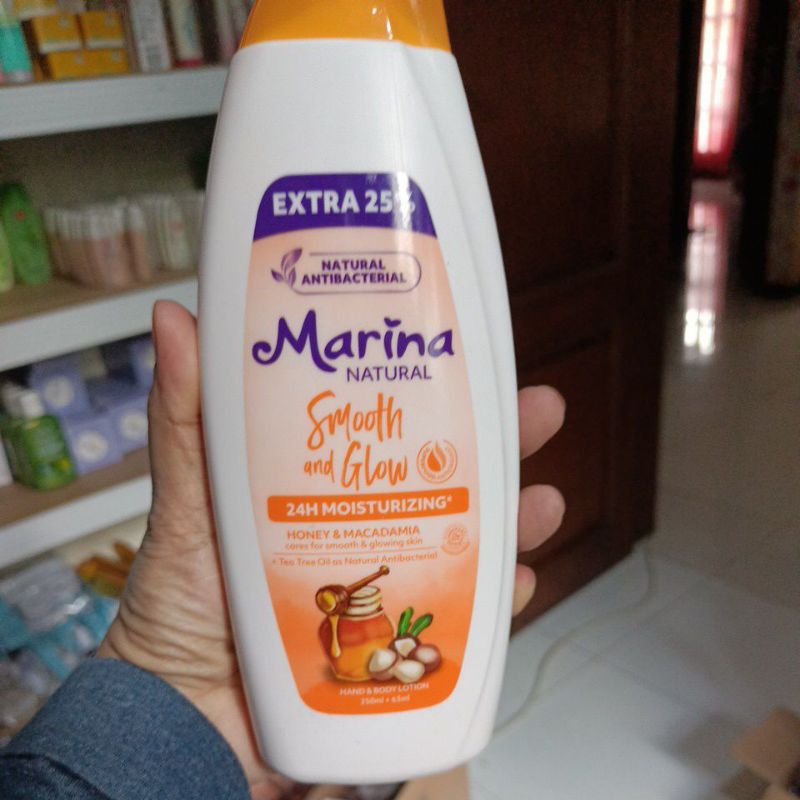 EXTRA 25%
NATURAL
ANTIBACTERIAL
Marina
NATURAL
Smooth
and Glow
24H MOISTURIZING*
HONEY & MACADAMIA
cares for smooth & glowing skin
+ Tea Tree Oil as Natural Antibacterial
HAND & BODY LOTION
250ml + 63ml